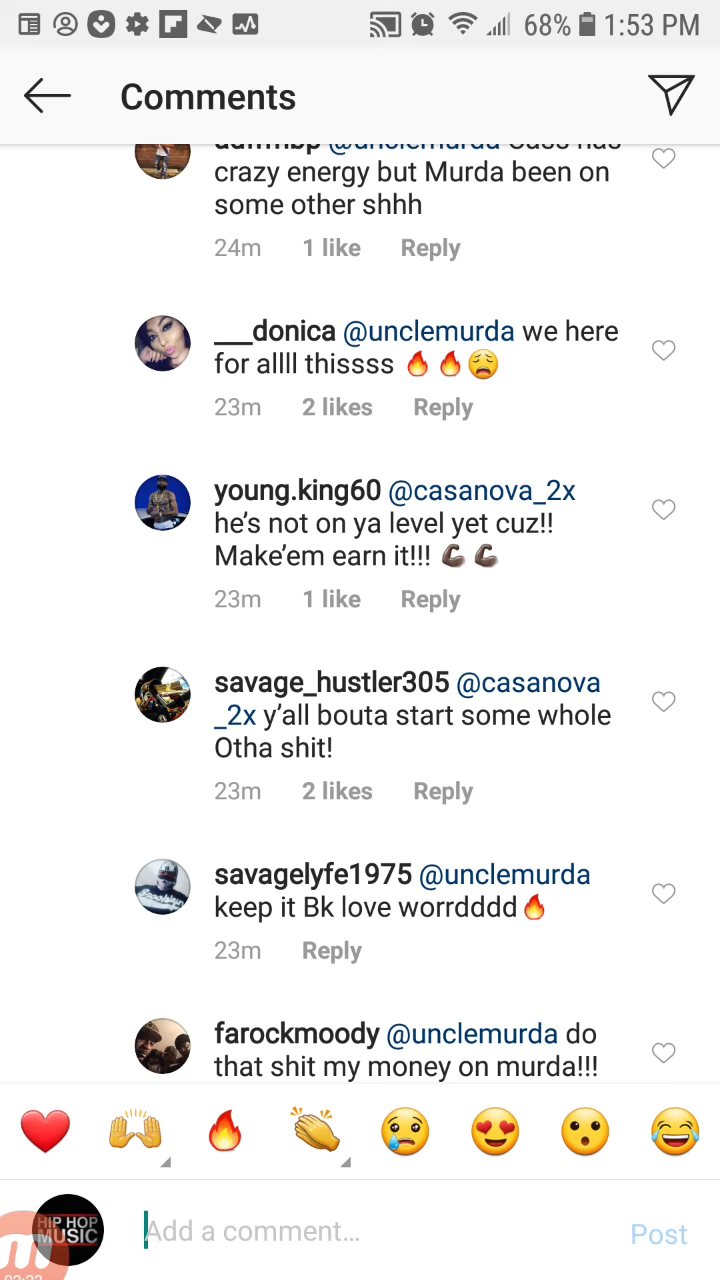 68% 1:53 PM
Comments
@unclemurda Cass has
crazy energy but Murda been on
some other shhh
24m 1 like Reply
___donica @unclemurda we here
for allll thissss 🔥🔥😩
23m 2 likes Reply
young.king60 @casanova_2x
he's not on ya level yet cuz!!
Make'em earn it!!! 💪🏿💪🏿
23m 1 like Reply
savage_hustler305 @casanova
_2x y'all bouta start some whole
Otha shit!
23m 2 likes Reply
savagelyfe1975 @unclemurda
keep it Bk love worrdddd🔥
23m Reply
farockmoody @unclemurda do
that shit my money on murda!!!
HIP HOP
MUSIC
Add a comment...
Post